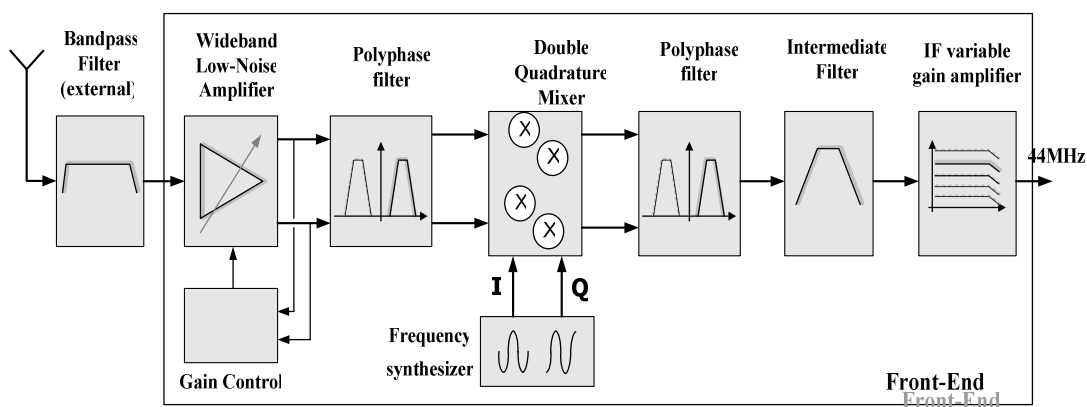 Bandpass
Filter
(external)
Wideband
Low-Noise
Amplifier
Polyphase
filter
Double
Quadrature
Mixer
Polyphase
filter
Intermediate
Filter
IF variable
gain amplifier
X
X
X
X
44MHz
I
Q
Frequency
synthesizer
Gain Control
Front-End
Front-End